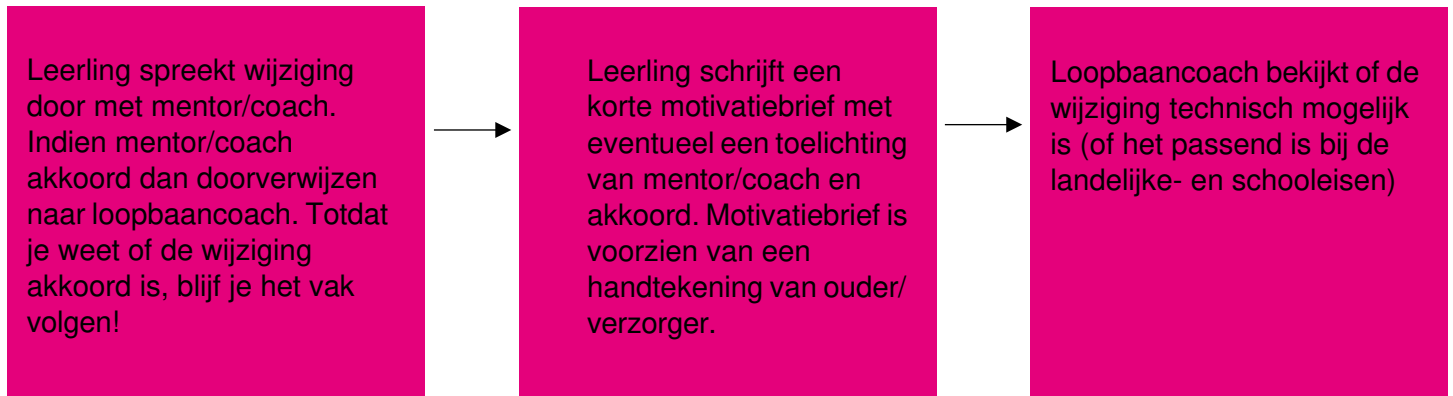 Leerling spreekt wijziging
door met mentor/coach.
Indien mentor/coach
akkoord dan doorverwijzen
naar loopbaancoach. Totdat
je weet of de wijziging
akkoord is, blijf je het vak
volgen!
Leerling schrijft een
korte motivatiebrief met
eventueel een toelichting
van mentor/coach en
akkoord. Motivatiebrief is
voorzien van een
handtekening van ouder/
verzorger.
Loopbaancoach bekijkt of de
wijziging technisch mogelijk
is (of het passend is bij de
landelijke- en schooleisen)